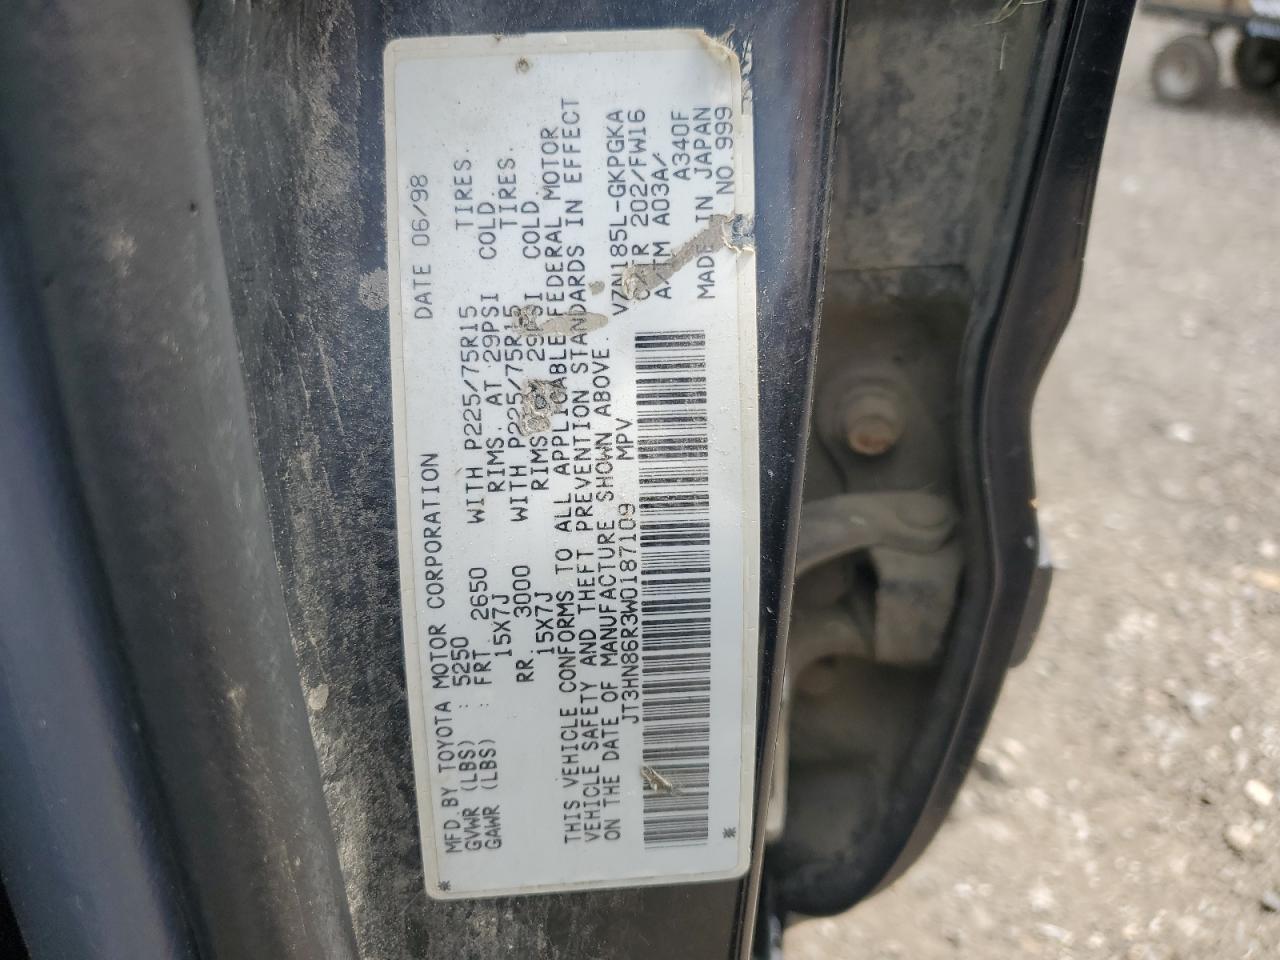 MFD. BY TOYOTA MOTOR CORPORATION DATE 06/98
GVWR (LBS) : 5250
GAWR (LBS) : FRT 2650 WITH P225/75R15 TIRES.
15X7J RIMS. AT 29PSI COLD.
RR 3000 WITH P225/75R15 TIRES.
15X7J RIMS 29PSI COLD
THIS VEHICLE CONFORMS TO ALL APPLICABLE FEDERAL MOTOR
VEHICLE SAFETY AND THEFT PREVENTION STANDARDS IN EFFECT
ON THE DATE OF MANUFACTURE SHOWN ABOVE.
JT3HN86R3W0187109 MPV VZN185L-GKPGKA
C/TR 202/FW16
A/TM A03A/
A340F
MADE IN JAPAN
NO.999
* *